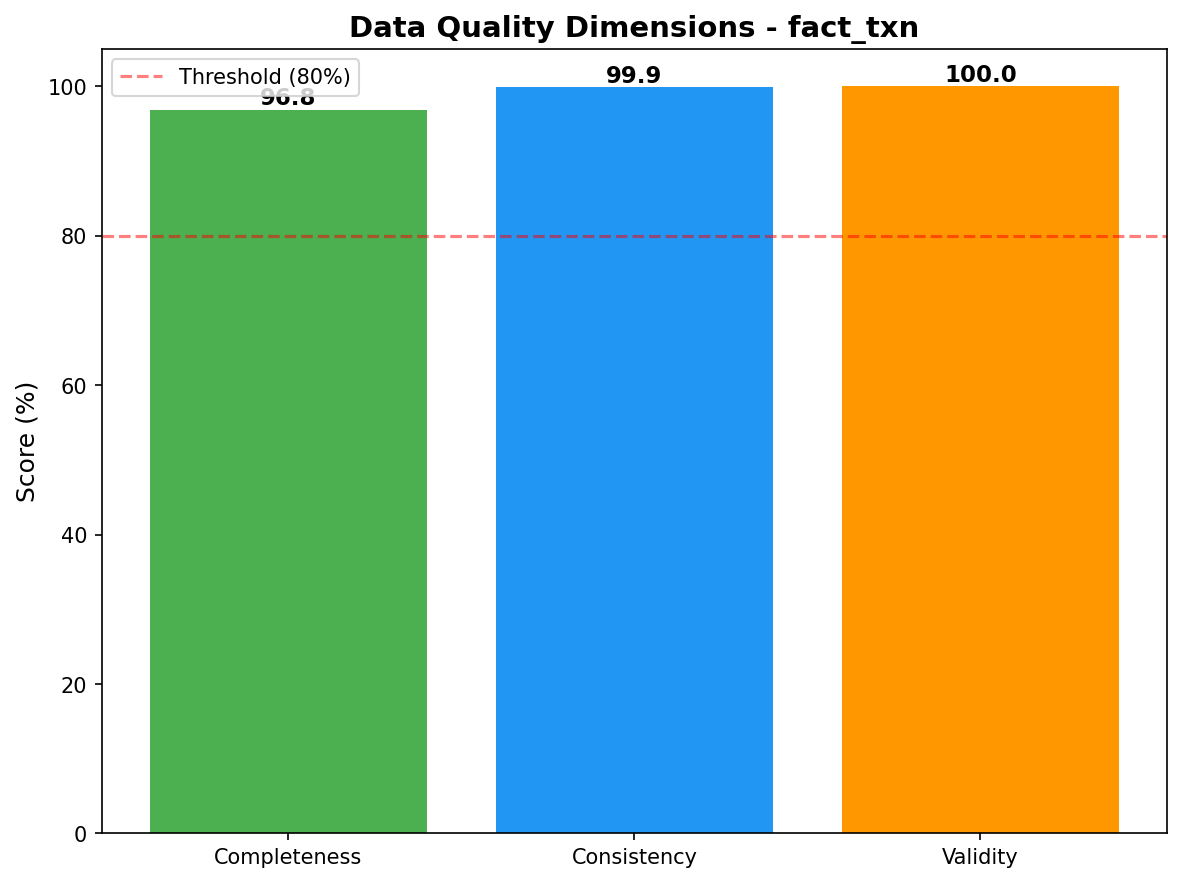 Data Quality Dimensions - fact_txn
Threshold (80%)
96.8
99.9
100.0
Score (%)
100
80
60
40
20
0
Completeness
Consistency
Validity